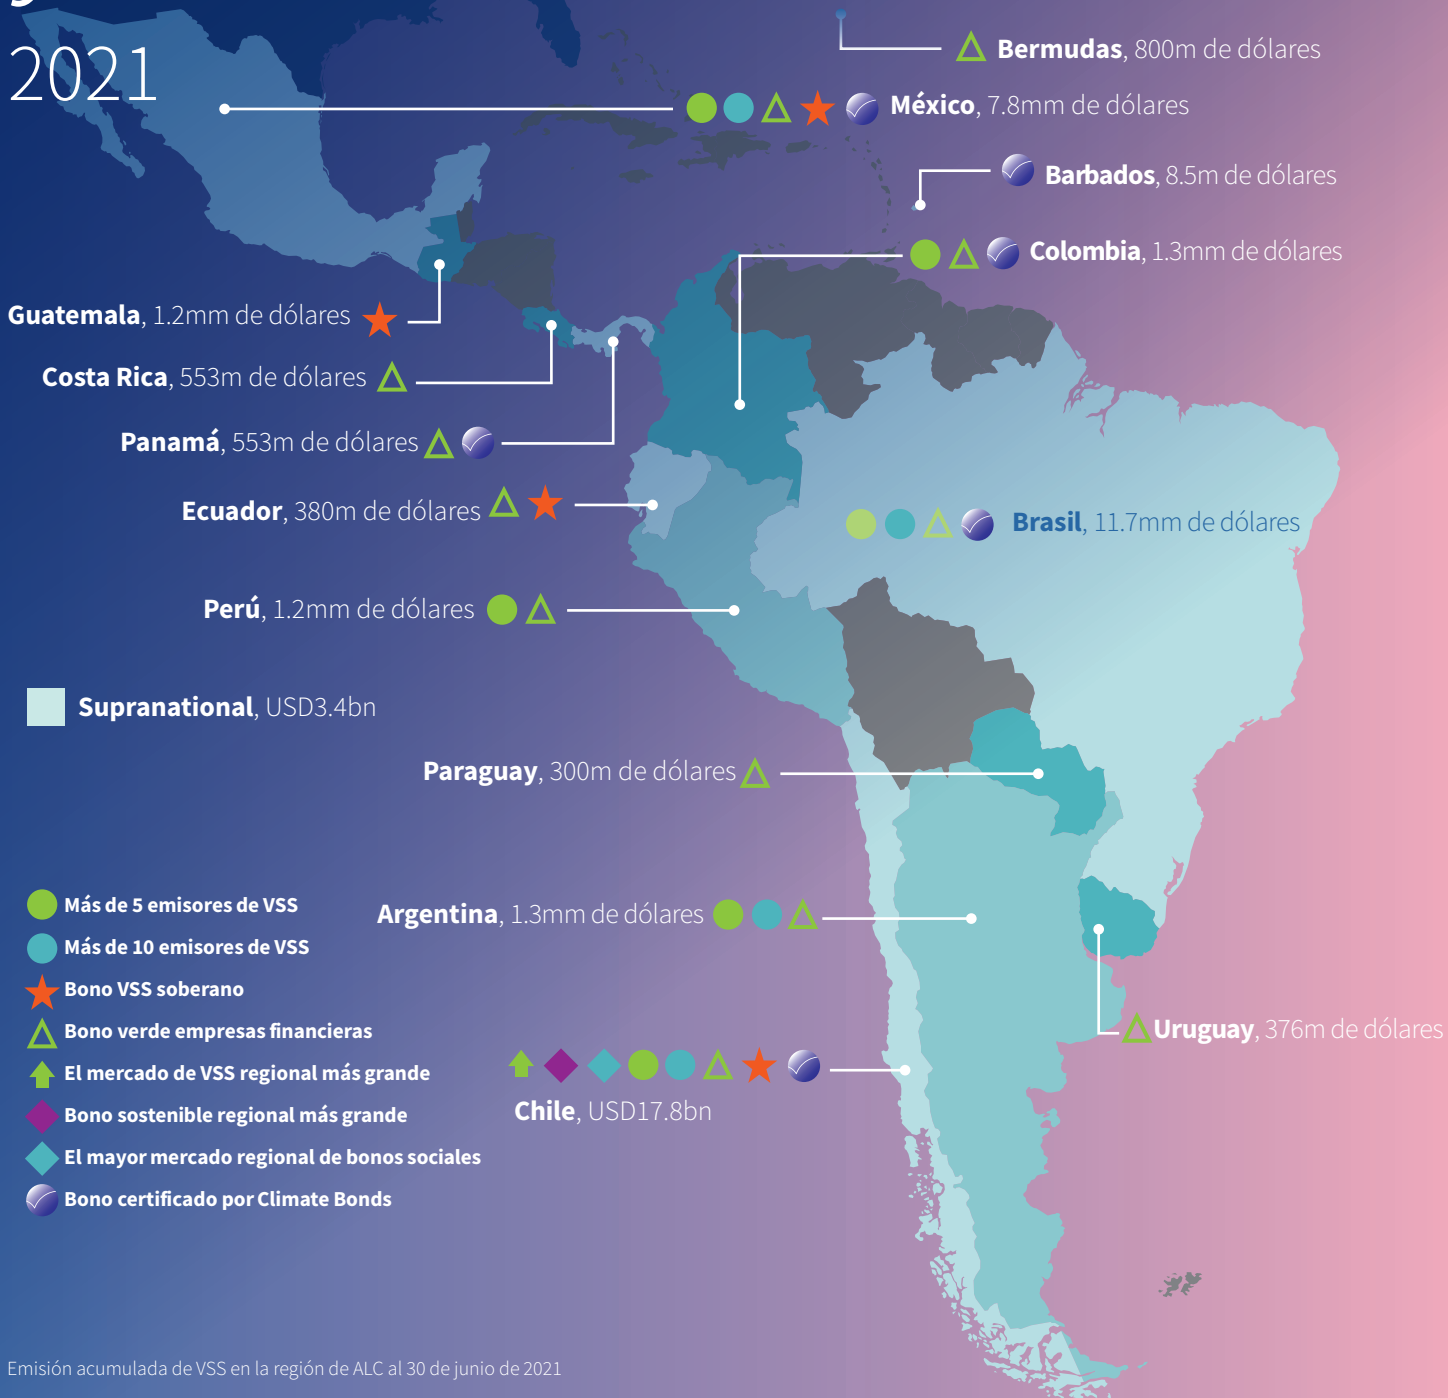 2021
Bermudas, 800m de dólares
México, 7.8mm de dólares
Barbados, 8.5m de dólares
Colombia, 1.3mm de dólares
Guatemala, 1.2mm de dólares
Costa Rica, 553m de dólares
Panamá, 553m de dólares
Ecuador, 380m de dólares
Brasil, 11.7mm de dólares
Perú, 1.2mm de dólares
Supranational, USD3.4bn
Paraguay, 300m de dólares
Argentina, 1.3mm de dólares
Uruguay, 376m de dólares
Chile, USD17.8bn
Más de 5 emisores de VSS
Más de 10 emisores de VSS
Bono VSS soberano
Bono verde empresas financieras
El mercado de VSS regional más grande
Bono sostenible regional más grande
El mayor mercado regional de bonos sociales
Bono certificado por Climate Bonds
Emisión acumulada de VSS en la región de ALC al 30 de junio de 2021